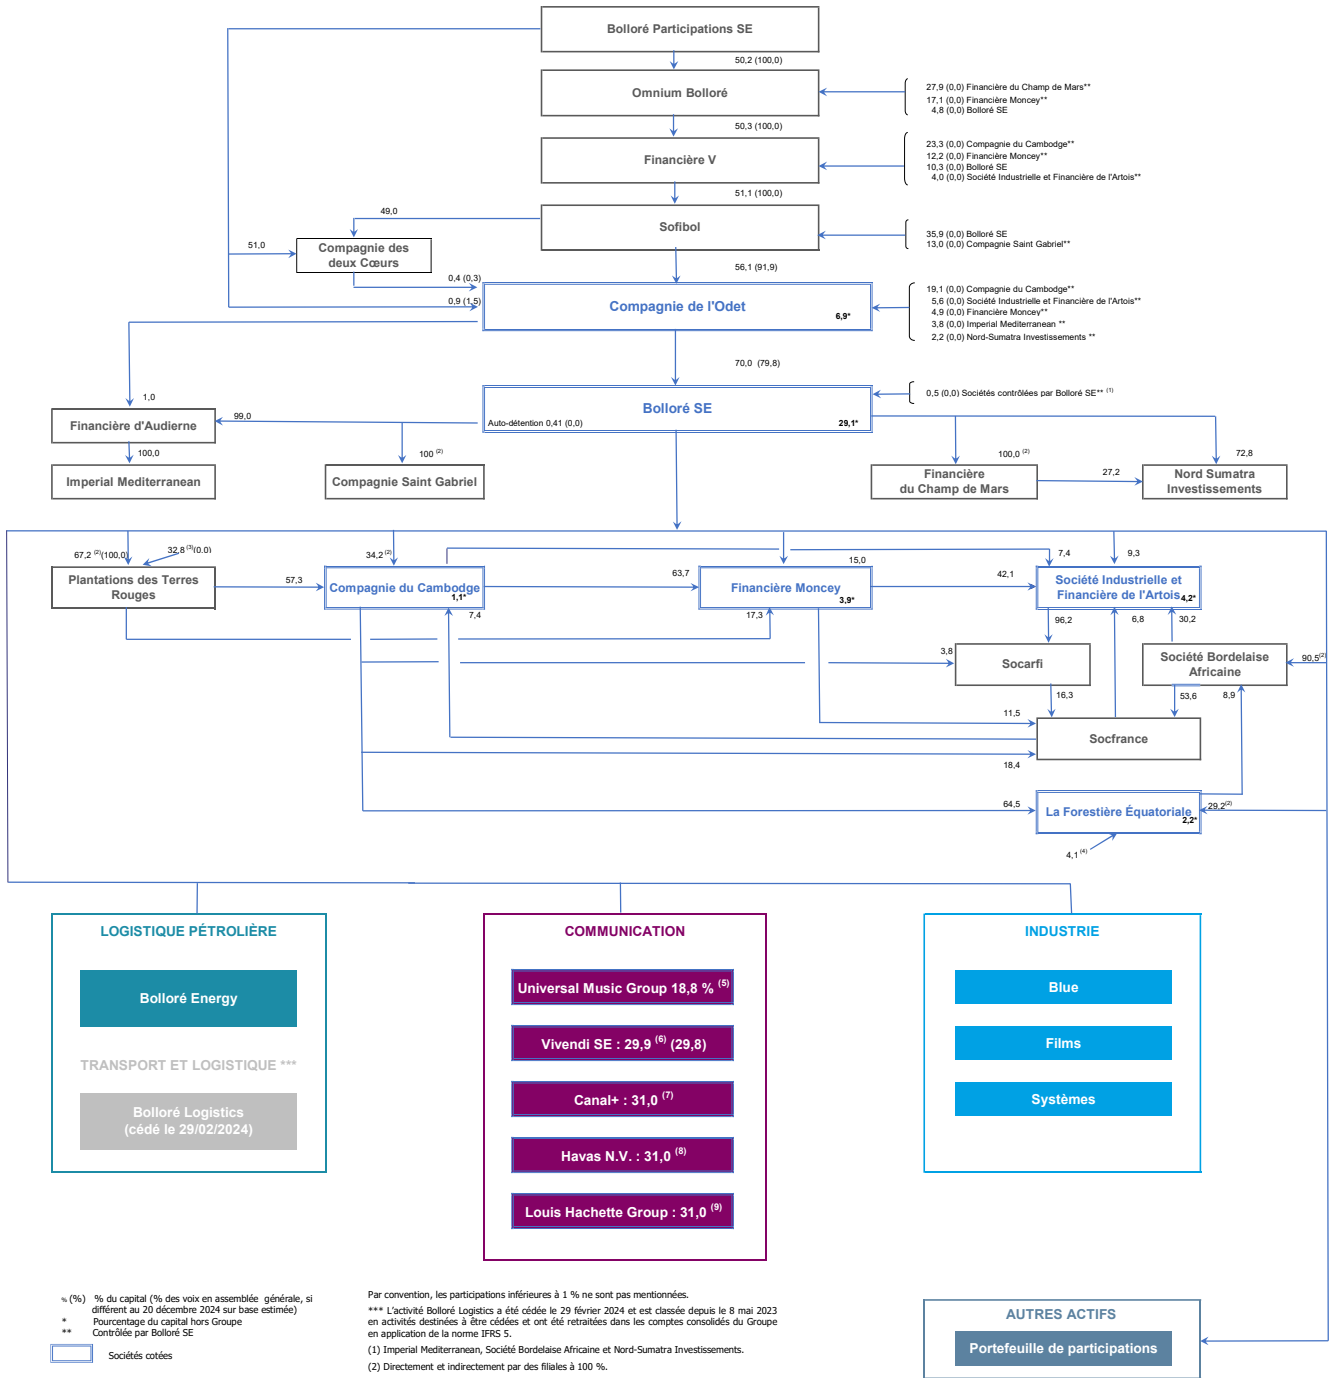 Bolloré Participations SE
50,2 (100,0)
Omnium Bolloré
27,9 (0,0) Financière du Champ de Mars**
17,1 (0,0) Financière Moncey**
4,8 (0,0) Bolloré SE
50,3 (100,0)
Financière V
23,3 (0,0) Compagnie du Cambodge**
12,2 (0,0) Financière Moncey**
10,3 (0,0) Bolloré SE
4,0 (0,0) Société Industrielle et Financière de l'Artois**
51,1 (100,0)
49,0
Sofibol
35,9 (0,0) Bolloré SE
13,0 (0,0) Compagnie Saint Gabriel**
51,0
Compagnie des
deux Cœurs
56,1 (91,9)
0,4 (0,3)
0,9 (1,5)
Compagnie de l'Odet
6,9*
19,1 (0,0) Compagnie du Cambodge**
5,6 (0,0) Société Industrielle et Financière de l'Artois**
4,9 (0,0) Financière Moncey**
3,8 (0,0) Imperial Mediterranean **
2,2 (0,0) Nord-Sumatra Investissements **
70,0 (79,8)
1,0
Bolloré SE
Auto-détention 0,41 (0,0)
29,1*
0,5 (0,0) Sociétés contrôlées par Bolloré SE** (1)
Financière d'Audierne
99,0
100,0
100 (2)
100,0 (2)
72,8
Imperial Mediterranean
Compagnie Saint Gabriel
Financière
du Champ de Mars
27,2
Nord Sumatra
Investissements
67,2 (2)(100,0)
32,8 (3)(0.0)
34,2 (2)
15,0
7,4
9,3
Plantations des Terres
Rouges
57,3
Compagnie du Cambodge
1,1*
63,7
Financière Moncey
3,9*
42,1
Société Industrielle et
Financière de l'Artois
4,2*
7,4
17,3
96,2
6,8
30,2
3,8
Socarfi
Société Bordelaise
Africaine
90,5(2)
16,3
53,6
8,9
11,5
Socfrance
18,4
64,5
La Forestière Équatoriale
2,2*
29,2(2)
4,1 (4)
LOGISTIQUE PÉTROLIÈRE
Bolloré Energy
TRANSPORT ET LOGISTIQUE ***
Bolloré Logistics
(cédé le 29/02/2024)
COMMUNICATION
Universal Music Group 18,8 % (5)
Vivendi SE : 29,9 (6) (29,8)
Canal+ : 31,0 (7)
Havas N.V. : 31,0 (8)
Louis Hachette Group : 31,0 (9)
INDUSTRIE
Blue
Films
Systèmes
% (%) % du capital (% des voix en assemblée générale, si
différent au 20 décembre 2024 sur base estimée)
* Pourcentage du capital hors Groupe
** Contrôlée par Bolloré SE
Sociétés cotées
Par convention, les participations inférieures à 1 % ne sont pas mentionnées.
*** L'activité Bolloré Logistics a été cédée le 29 février 2024 et est classée depuis le 8 mai 2023
en activités destinées à être cédées et ont été retraitées dans les comptes consolidés du Groupe
en application de la norme IFRS 5.
(1) Imperial Mediterranean, Société Bordelaise Africaine et Nord-Sumatra Investissements.
(2) Directement et indirectement par des filiales à 100 %.
AUTRES ACTIFS
Portefeuille de participations